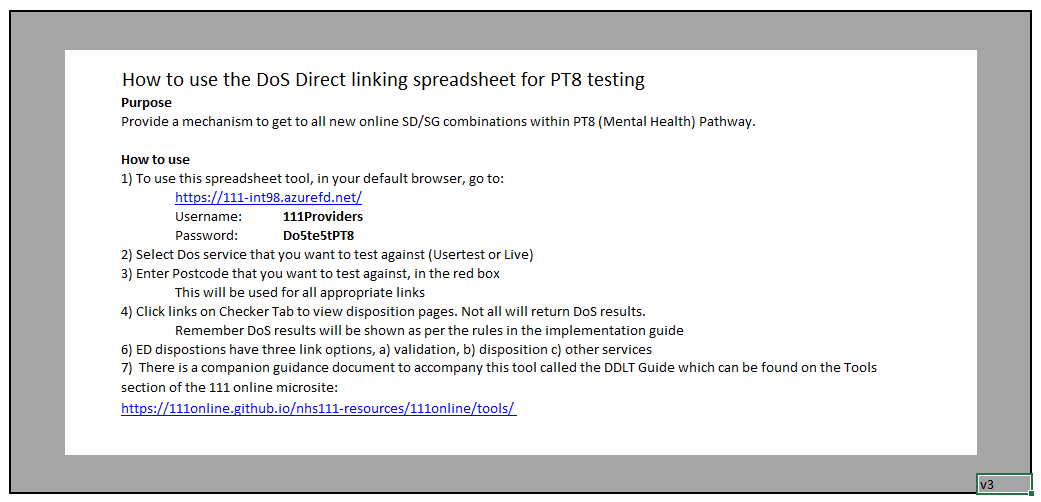 How to use the DoS Direct linking spreadsheet for PT8 testing
Purpose
Provide a mechanism to get to all new online SD/SG combinations within PT8 (Mental Health) Pathway.
How to use
1) To use this spreadsheet tool, in your default browser, go to:
https://111-int98.azurefd.net/
Username: 111Providers
Password: Do5te5tPT8
2) Select Dos service that you want to test against (Usertest or Live)
3) Enter Postcode that you want to test against, in the red box
This will be used for all appropriate links
4) Click links on Checker Tab to view disposition pages. Not all will return DoS results.
Remember DoS results will be shown as per the rules in the implementation guide
6) ED dispostions have three link options, a) validation, b) disposition c) other services
7) There is a companion guidance document to accompany this tool called the DDLT Guide which can be found on the Tools
section of the 111 online microsite:
https://111online.github.io/nhs111-resources/111online/tools/
v3